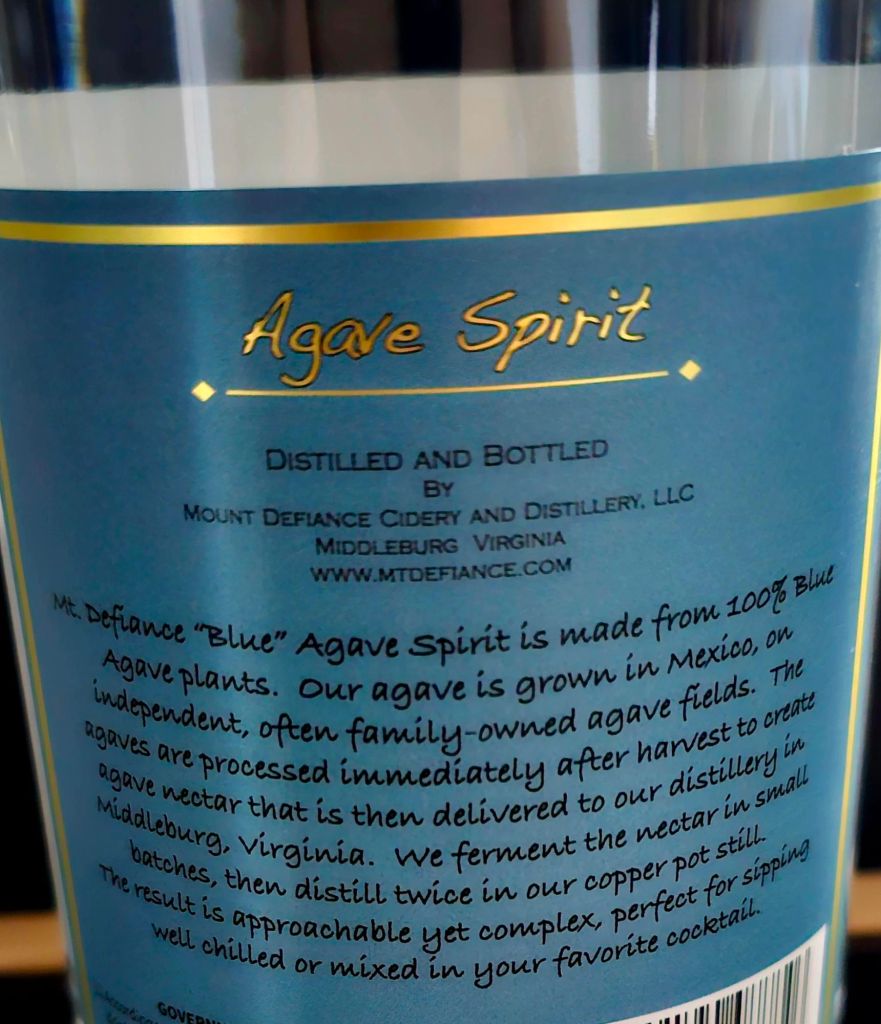 Agave Spirit
DISTILLED AND BOTTLED
BY
MOUNT DEFIANCE CIDERY AND DISTILLERY, LLC
MIDDLEBURG VIRGINIA
WWW.MTDEFIANCE.COM
Mt. Defiance "Blue" Agave Spirit is made from 100% Blue
Agave plants. Our agave is grown in Mexico, on
independent, often family-owned agave fields. The
agaves are processed immediately after harvest to create
agave nectar that is then delivered to our distillery in
Middleburg, Virginia. We ferment the nectar in small
batches, then distill twice in our copper pot still.
The result is approachable yet complex, perfect for sipping
well chilled or mixed in your favorite cocktail.